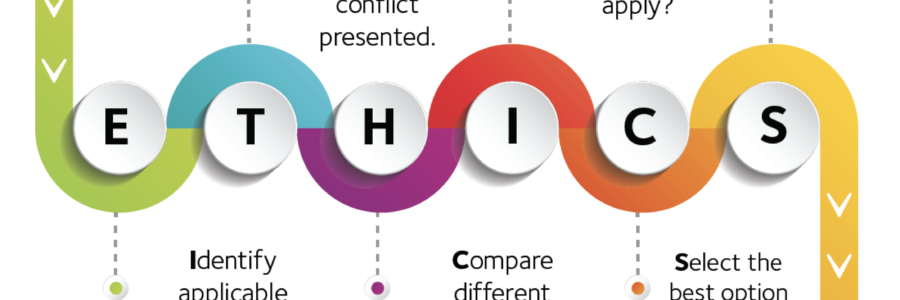 conflict
presented.
apply?
E T H I C S
Identify
applicable
Compare
different
Select the
best option